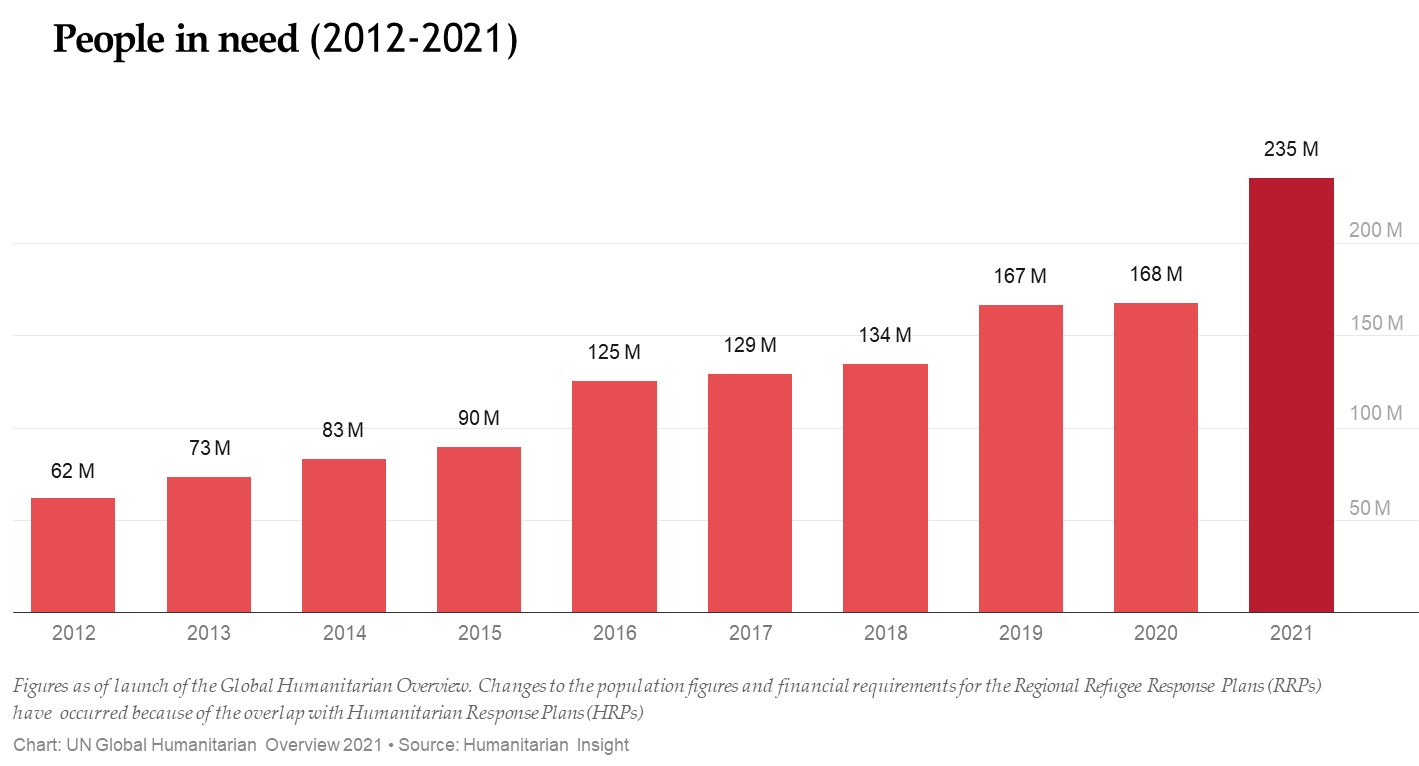 People in need (2012-2021)
235 M
200 M
167 M
168 M
150 M
134 M
129 M
125 M
100 M
90 M
83 M
73 M
62 M
50 M
2012 2013 2014 2015 2016 2017 2018 2019 2020 2021
Figures as of launch of the Global Humanitarian Overview. Changes to the population figures and financial requirements for the Regional Refugee Response Plans (RRPs)
have occurred because of the overlap with Humanitarian Response Plans (HRPs)
Chart: UN Global Humanitarian Overview 2021 • Source: Humanitarian Insight